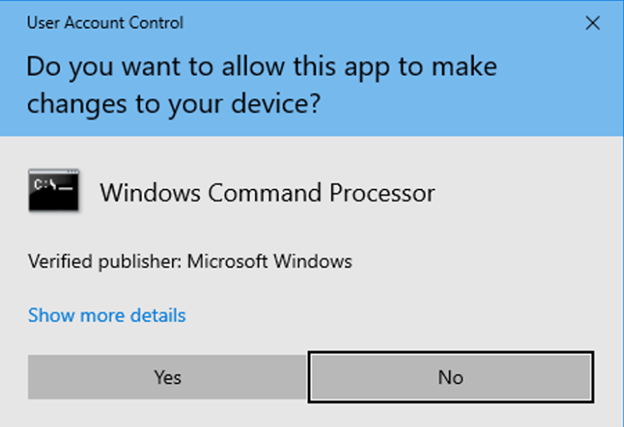 User Account Control
Do you want to allow this app to make
changes to your device?
C:\_
Windows Command Processor
Verified publisher: Microsoft Windows
Show more details
Yes
No